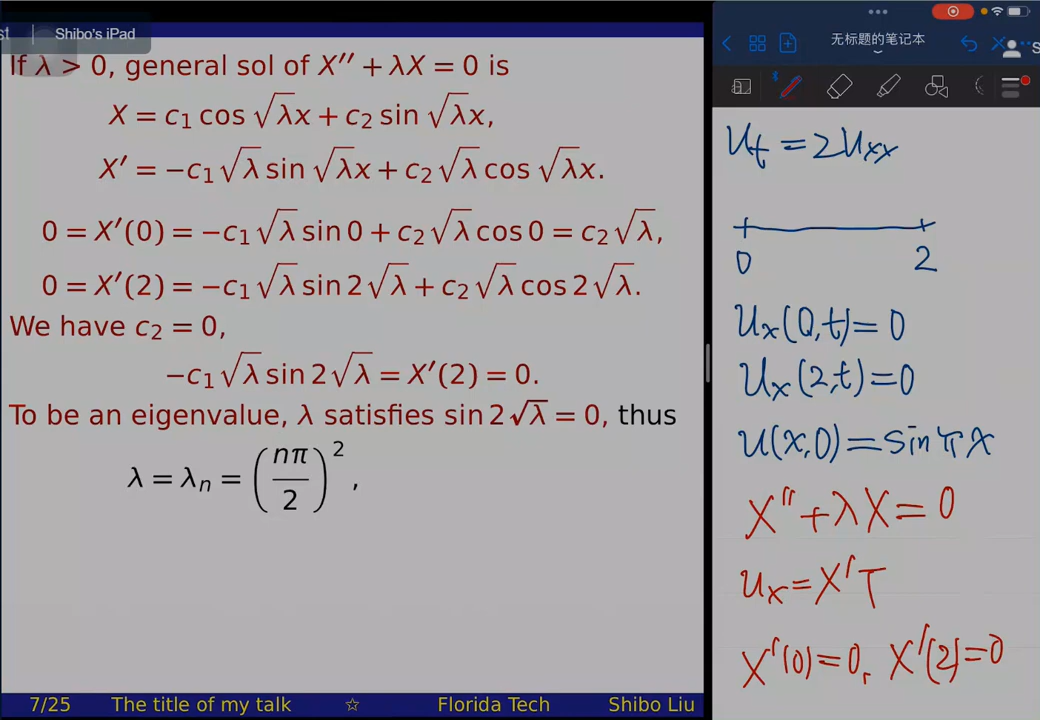 st | Shibo's iPad
If λ > 0, general sol of X″ + λX = 0 is
X = c₁ cos √λx + c₂ sin √λx,
X′ = −c₁√λ sin √λx + c₂√λ cos √λx.
0 = X′(0) = −c₁√λ sin 0 + c₂√λ cos 0 = c₂√λ,
0 = X′(2) = −c₁√λ sin 2√λ + c₂√λ cos 2√λ.
We have c₂ = 0,
−c₁√λ sin 2√λ = X′(2) = 0.
To be an eigenvalue, λ satisfies sin 2√λ = 0, thus
λ = λₙ = (nπ/2)²,
7/25 The title of my talk ☆ Florida Tech Shibo Liu
无标题的笔记本
Ut = 2Uxx
0 2
Ux(0,t)=0
Ux(2,t)=0
U(x,0)=sin πx
X″+λX=0
ux=X′T
X′(0)=0, X′(2)=0